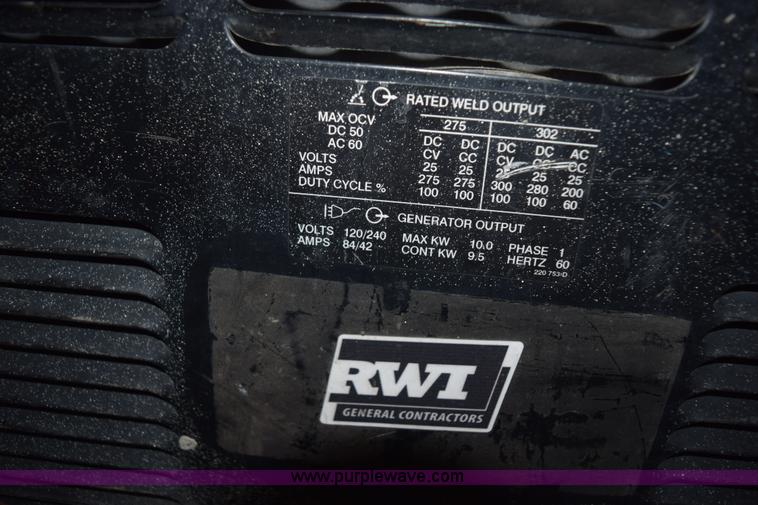 RATED WELD OUTPUT
MAX OCV 275 302
DC 50
AC 60 DC DC DC DC AC
CV CC CV CC CC
VOLTS 25 25 25 25 25
AMPS 275 275 300 280 200
DUTY CYCLE % 100 100 100 100 60
GENERATOR OUTPUT
VOLTS 120/240 MAX KW 10.0 PHASE 1
AMPS 84/42 CONT KW 9.5 HERTZ 60
220 753-D
RWI
GENERAL CONTRACTORS
www.purplewave.com